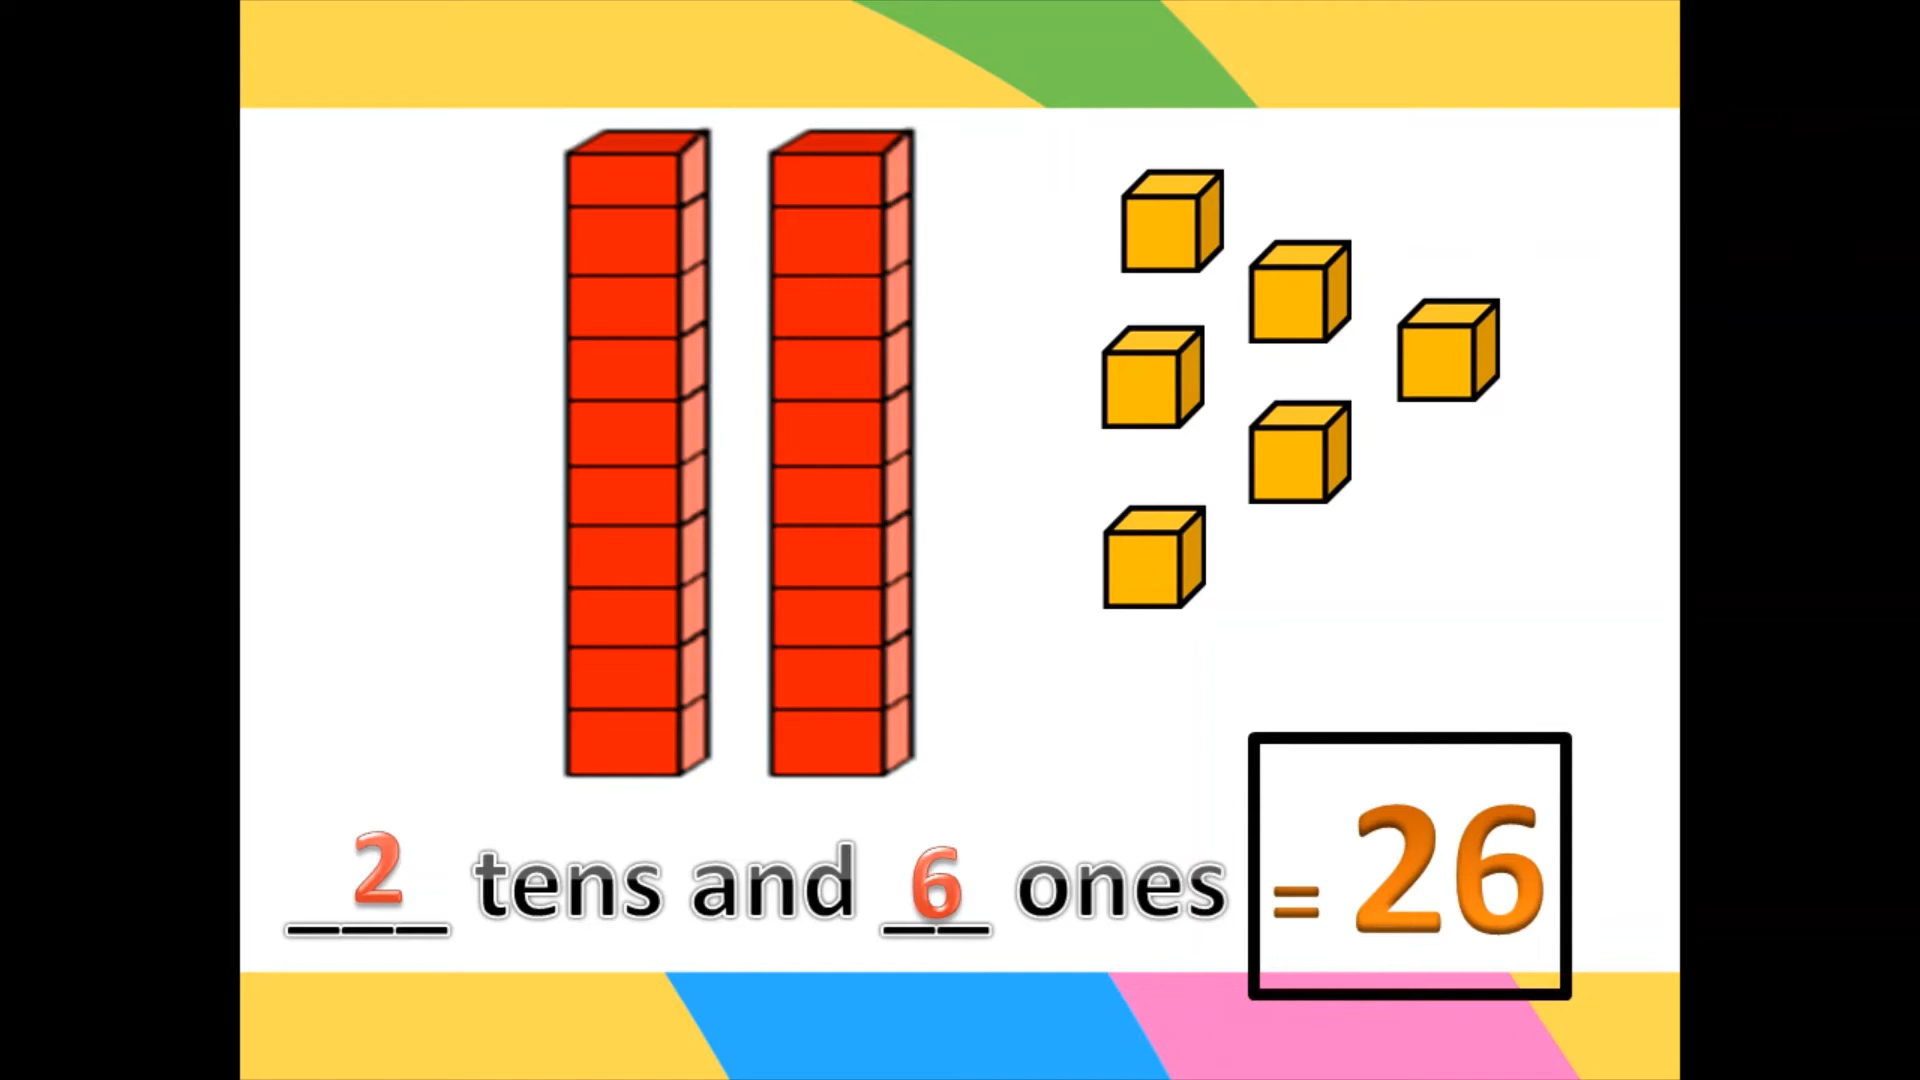 2 tens and 6 ones = 26